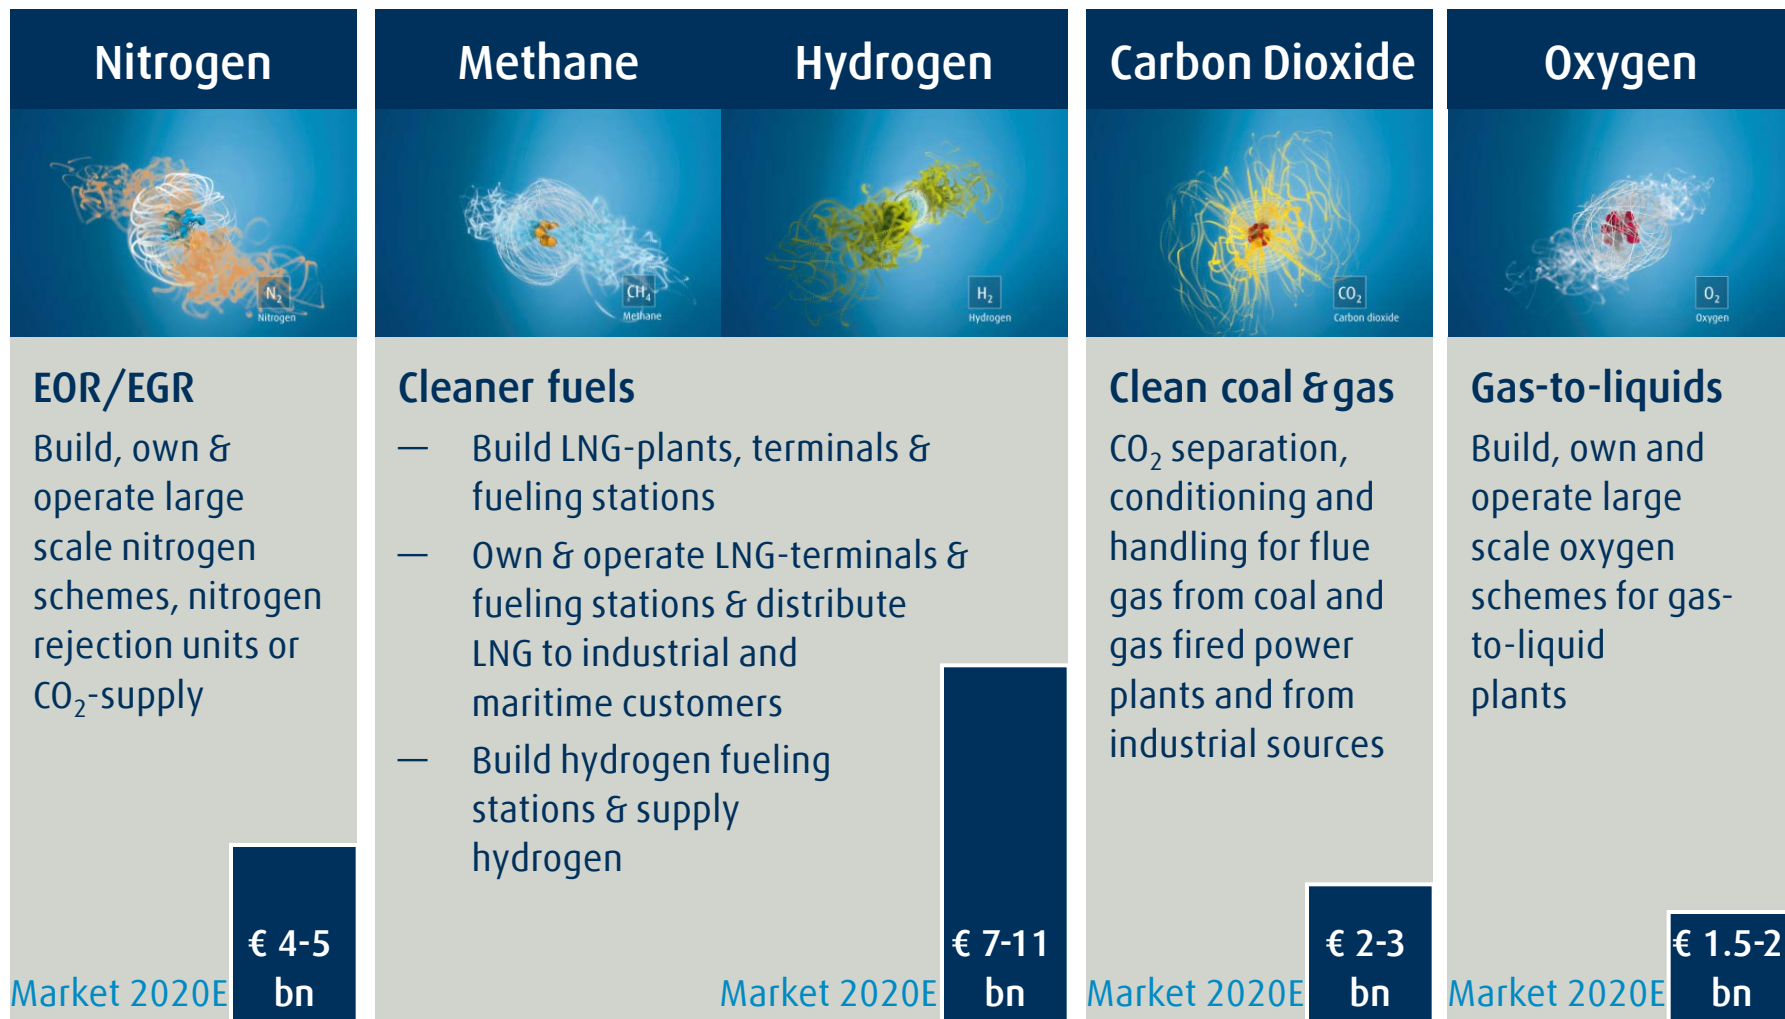 Nitrogen
N2
Nitrogen
EOR/EGR
Build, own &
operate large
scale nitrogen
schemes, nitrogen
rejection units or
CO2-supply
Market 2020E
€ 4-5
bn
Methane
Hydrogen
CH4
Methane
H2
Hydrogen
Cleaner fuels
— Build LNG-plants, terminals &
fueling stations
— Own & operate LNG-terminals &
fueling stations & distribute
LNG to industrial and
maritime customers
— Build hydrogen fueling
stations & supply
hydrogen
Market 2020E
€ 7-11
bn
Carbon Dioxide
CO2
Carbon dioxide
Clean coal & gas
CO2 separation,
conditioning and
handling for flue
gas from coal and
gas fired power
plants and from
industrial sources
Market 2020E
€ 2-3
bn
Oxygen
O2
Oxygen
Gas-to-liquids
Build, own and
operate large
scale oxygen
schemes for gas-
to-liquid
plants
Market 2020E
€ 1.5-2
bn